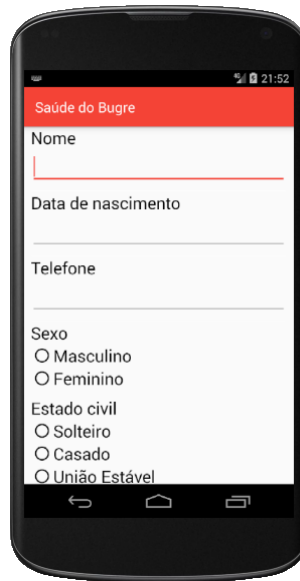 21:52
Saúde do Bugre
Nome
Data de nascimento
Telefone
Sexo
Masculino
Feminino
Estado civil
Solteiro
Casado
União Estável